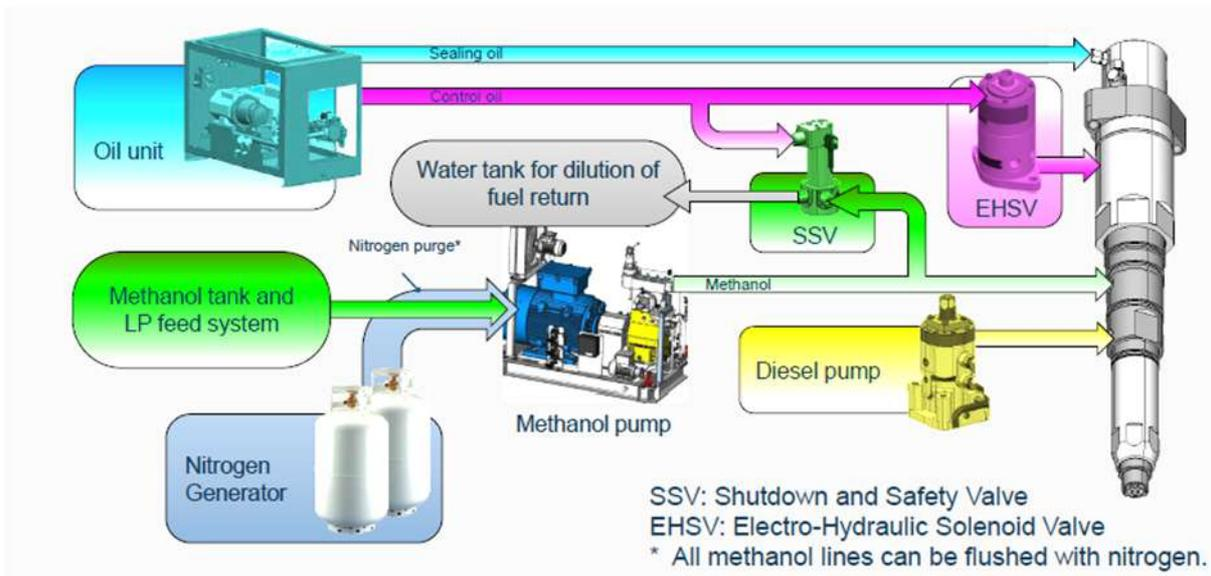 Sealing oil
Control oil
Oil unit
Water tank for dilution of
fuel return
EHSV
SSV
Nitrogen purge*
Methanol tank and
LP feed system
Methanol
Diesel pump
Methanol pump
Nitrogen
Generator
SSV: Shutdown and Safety Valve
EHSV: Electro-Hydraulic Solenoid Valve
* All methanol lines can be flushed with nitrogen.